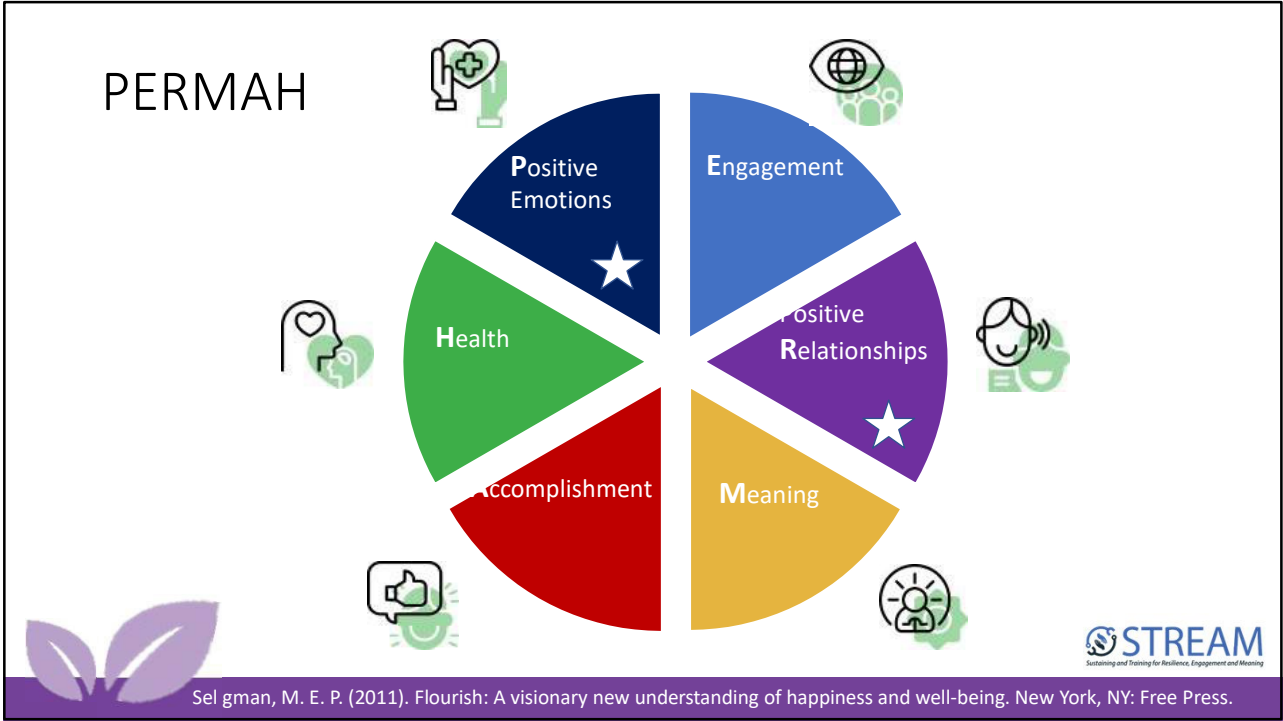 PERMAH
Positive
Emotions
Engagement
Positive
Relationships
Health
Accomplishment
Meaning
STREAM
Sustaining and Training for Resilience, Engagement and Meaning
Sel gman, M. E. P. (2011). Flourish: A visionary new understanding of happiness and well-being. New York, NY: Free Press.